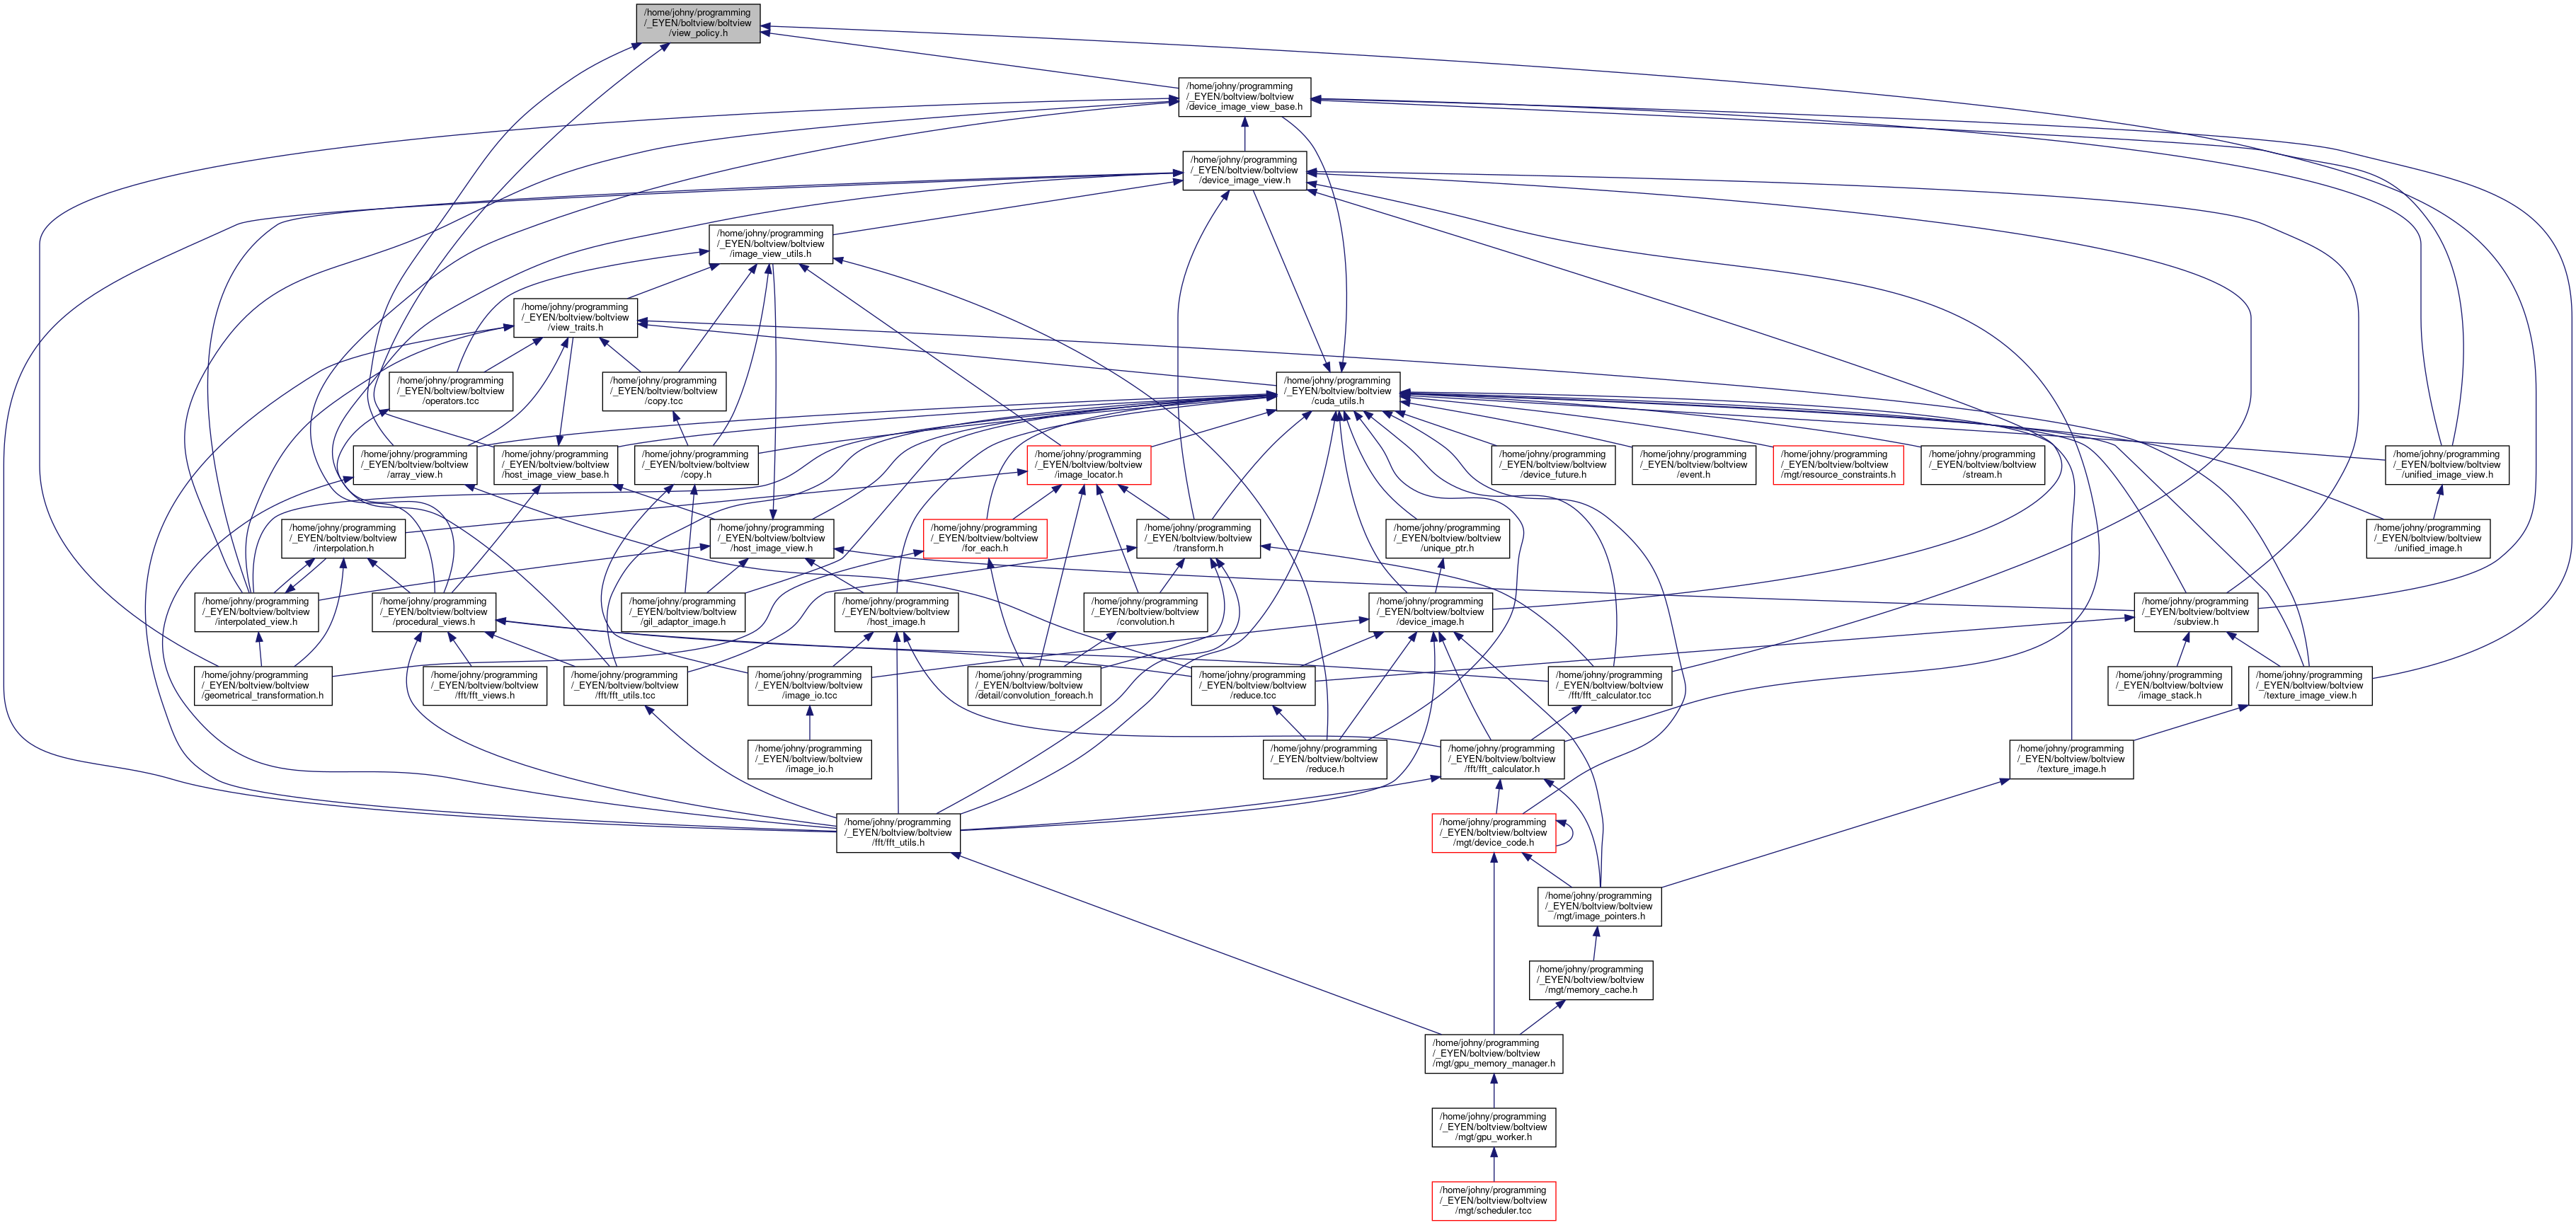 /home/johny/programming
/_EYEN/boltview/boltview
/view_policy.h
/home/johny/programming
/_EYEN/boltview/boltview
/device_image_view_base.h
/home/johny/programming
/_EYEN/boltview/boltview
/device_image_view.h
/home/johny/programming
/_EYEN/boltview/boltview
/image_view_utils.h
/home/johny/programming
/_EYEN/boltview/boltview
/view_traits.h
/home/johny/programming
/_EYEN/boltview/boltview
/operators.tcc
/home/johny/programming
/_EYEN/boltview/boltview
/copy.tcc
/home/johny/programming
/_EYEN/boltview/boltview
/cuda_utils.h
/home/johny/programming
/_EYEN/boltview/boltview
/array_view.h
/home/johny/programming
/_EYEN/boltview/boltview
/host_image_view_base.h
/home/johny/programming
/_EYEN/boltview/boltview
/copy.h
/home/johny/programming
/_EYEN/boltview/boltview
/image_locator.h
/home/johny/programming
/_EYEN/boltview/boltview
/device_future.h
/home/johny/programming
/_EYEN/boltview/boltview
/event.h
/home/johny/programming
/_EYEN/boltview/boltview
/mgt/resource_constraints.h
/home/johny/programming
/_EYEN/boltview/boltview
/stream.h
/home/johny/programming
/_EYEN/boltview/boltview
/unified_image_view.h
/home/johny/programming
/_EYEN/boltview/boltview
/interpolation.h
/home/johny/programming
/_EYEN/boltview/boltview
/host_image_view.h
/home/johny/programming
/_EYEN/boltview/boltview
/for_each.h
/home/johny/programming
/_EYEN/boltview/boltview
/transform.h
/home/johny/programming
/_EYEN/boltview/boltview
/unique_ptr.h
/home/johny/programming
/_EYEN/boltview/boltview
/unified_image.h
/home/johny/programming
/_EYEN/boltview/boltview
/interpolated_view.h
/home/johny/programming
/_EYEN/boltview/boltview
/procedural_views.h
/home/johny/programming
/_EYEN/boltview/boltview
/gil_adaptor_image.h
/home/johny/programming
/_EYEN/boltview/boltview
/host_image.h
/home/johny/programming
/_EYEN/boltview/boltview
/convolution.h
/home/johny/programming
/_EYEN/boltview/boltview
/device_image.h
/home/johny/programming
/_EYEN/boltview/boltview
/subview.h
/home/johny/programming
/_EYEN/boltview/boltview
/geometrical_transformation.h
/home/johny/programming
/_EYEN/boltview/boltview
/fft/fft_views.h
/home/johny/programming
/_EYEN/boltview/boltview
/fft/fft_utils.tcc
/home/johny/programming
/_EYEN/boltview/boltview
/image_io.tcc
/home/johny/programming
/_EYEN/boltview/boltview
/detail/convolution_foreach.h
/home/johny/programming
/_EYEN/boltview/boltview
/reduce.tcc
/home/johny/programming
/_EYEN/boltview/boltview
/fft/fft_calculator.tcc
/home/johny/programming
/_EYEN/boltview/boltview
/image_stack.h
/home/johny/programming
/_EYEN/boltview/boltview
/texture_image_view.h
/home/johny/programming
/_EYEN/boltview/boltview
/image_io.h
/home/johny/programming
/_EYEN/boltview/boltview
/reduce.h
/home/johny/programming
/_EYEN/boltview/boltview
/fft/fft_calculator.h
/home/johny/programming
/_EYEN/boltview/boltview
/texture_image.h
/home/johny/programming
/_EYEN/boltview/boltview
/fft/fft_utils.h
/home/johny/programming
/_EYEN/boltview/boltview
/mgt/device_code.h
/home/johny/programming
/_EYEN/boltview/boltview
/mgt/image_pointers.h
/home/johny/programming
/_EYEN/boltview/boltview
/mgt/memory_cache.h
/home/johny/programming
/_EYEN/boltview/boltview
/mgt/gpu_memory_manager.h
/home/johny/programming
/_EYEN/boltview/boltview
/mgt/gpu_worker.h
/home/johny/programming
/_EYEN/boltview/boltview
/mgt/scheduler.tcc